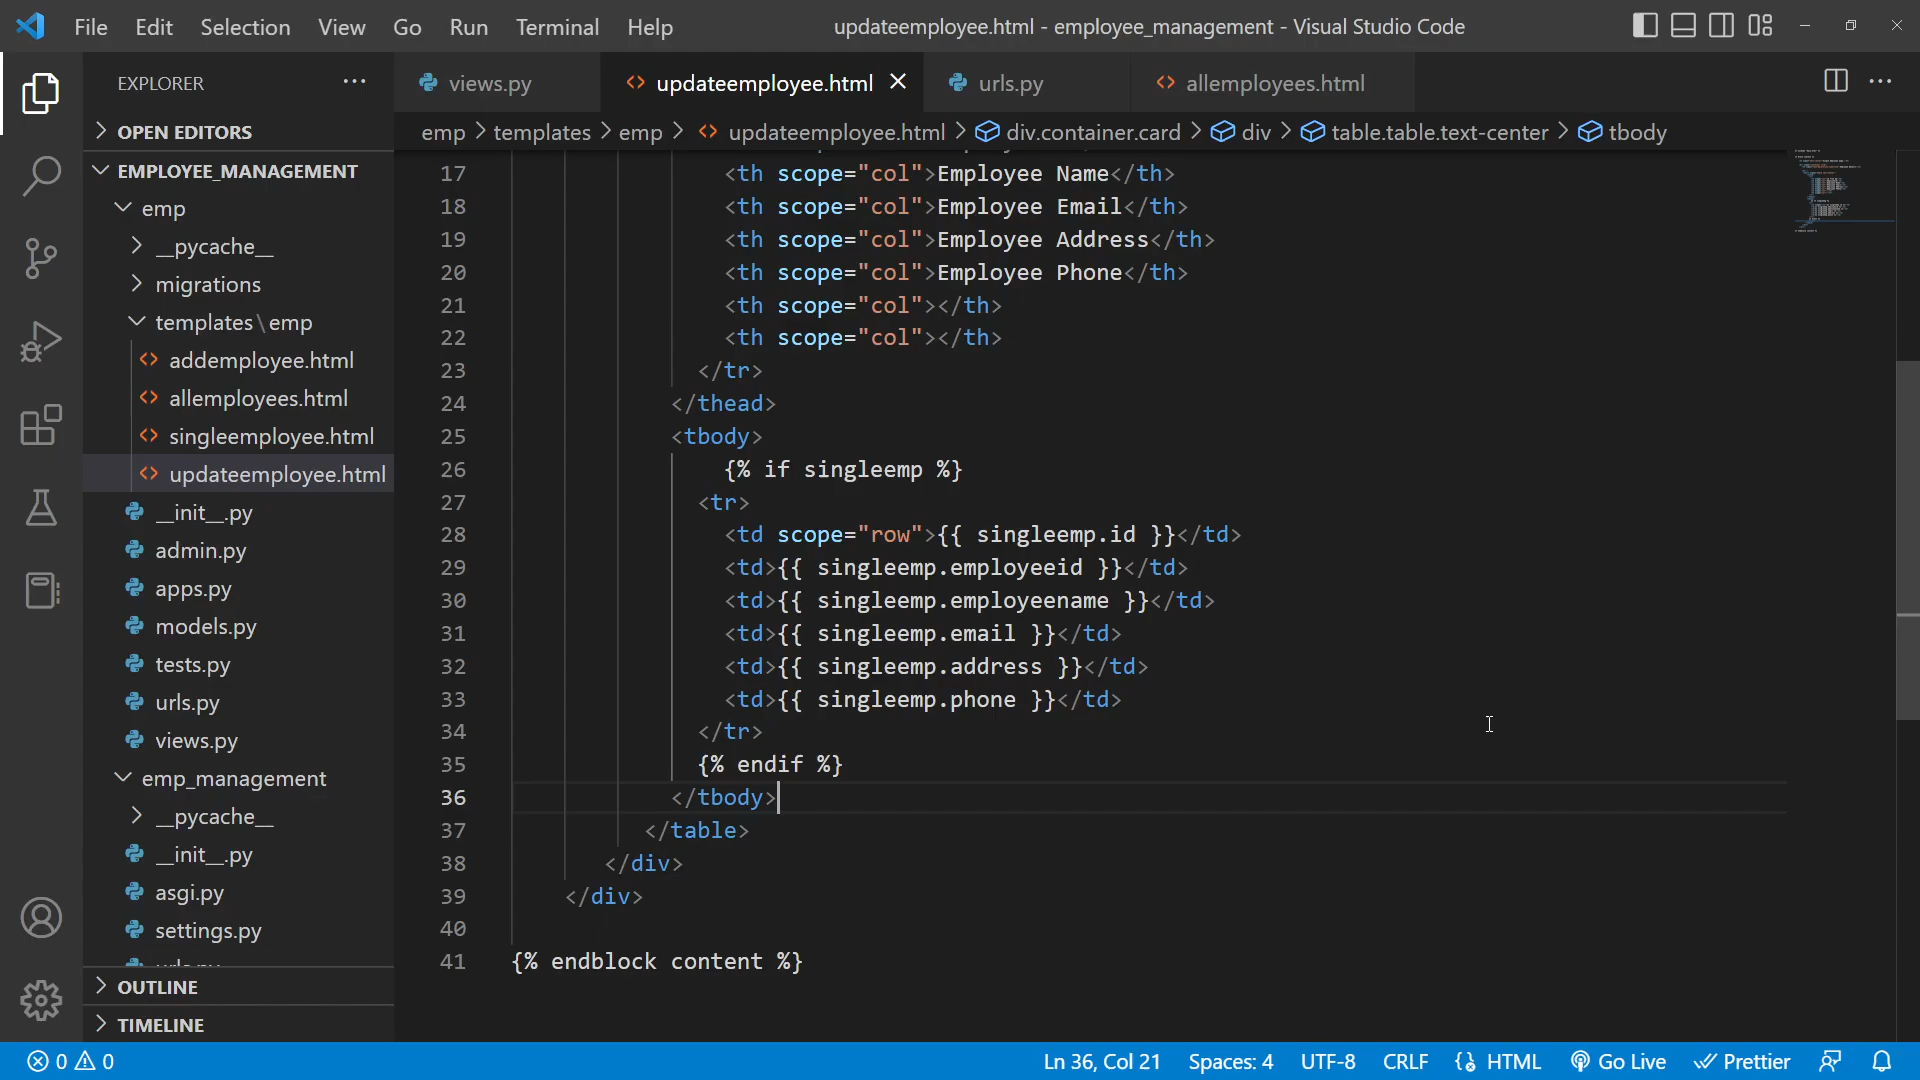 File Edit Selection View Go Run Terminal Help
updateemployee.html - employee_management - Visual Studio Code
EXPLORER
OPEN EDITORS
EMPLOYEE_MANAGEMENT
emp
__pycache__
migrations
templates\emp
addemployee.html
allemployees.html
singleemployee.html
updateemployee.html
__init__.py
admin.py
apps.py
models.py
tests.py
urls.py
views.py
emp_management
__pycache__
__init__.py
asgi.py
settings.py
OUTLINE
TIMELINE
views.py updateemployee.html urls.py allemployees.html
emp > templates > emp > updateemployee.html > div.container.card > div > table.table.text-center > tbody
17 <th scope="col">Employee Name</th>
18 <th scope="col">Employee Email</th>
19 <th scope="col">Employee Address</th>
20 <th scope="col">Employee Phone</th>
21 <th scope="col"></th>
22 <th scope="col"></th>
23 </tr>
24 </thead>
25 <tbody>
26 {% if singleemp %}
27 <tr>
28 <td scope="row">{{ singleemp.id }}</td>
29 <td>{{ singleemp.employeeid }}</td>
30 <td>{{ singleemp.employeename }}</td>
31 <td>{{ singleemp.email }}</td>
32 <td>{{ singleemp.address }}</td>
33 <td>{{ singleemp.phone }}</td>
34 </tr>
35 {% endif %}
36 </tbody>
37 </table>
38 </div>
39 </div>
40
41 {% endblock content %}
0 0 Ln 36, Col 21 Spaces: 4 UTF-8 CRLF HTML Go Live Prettier